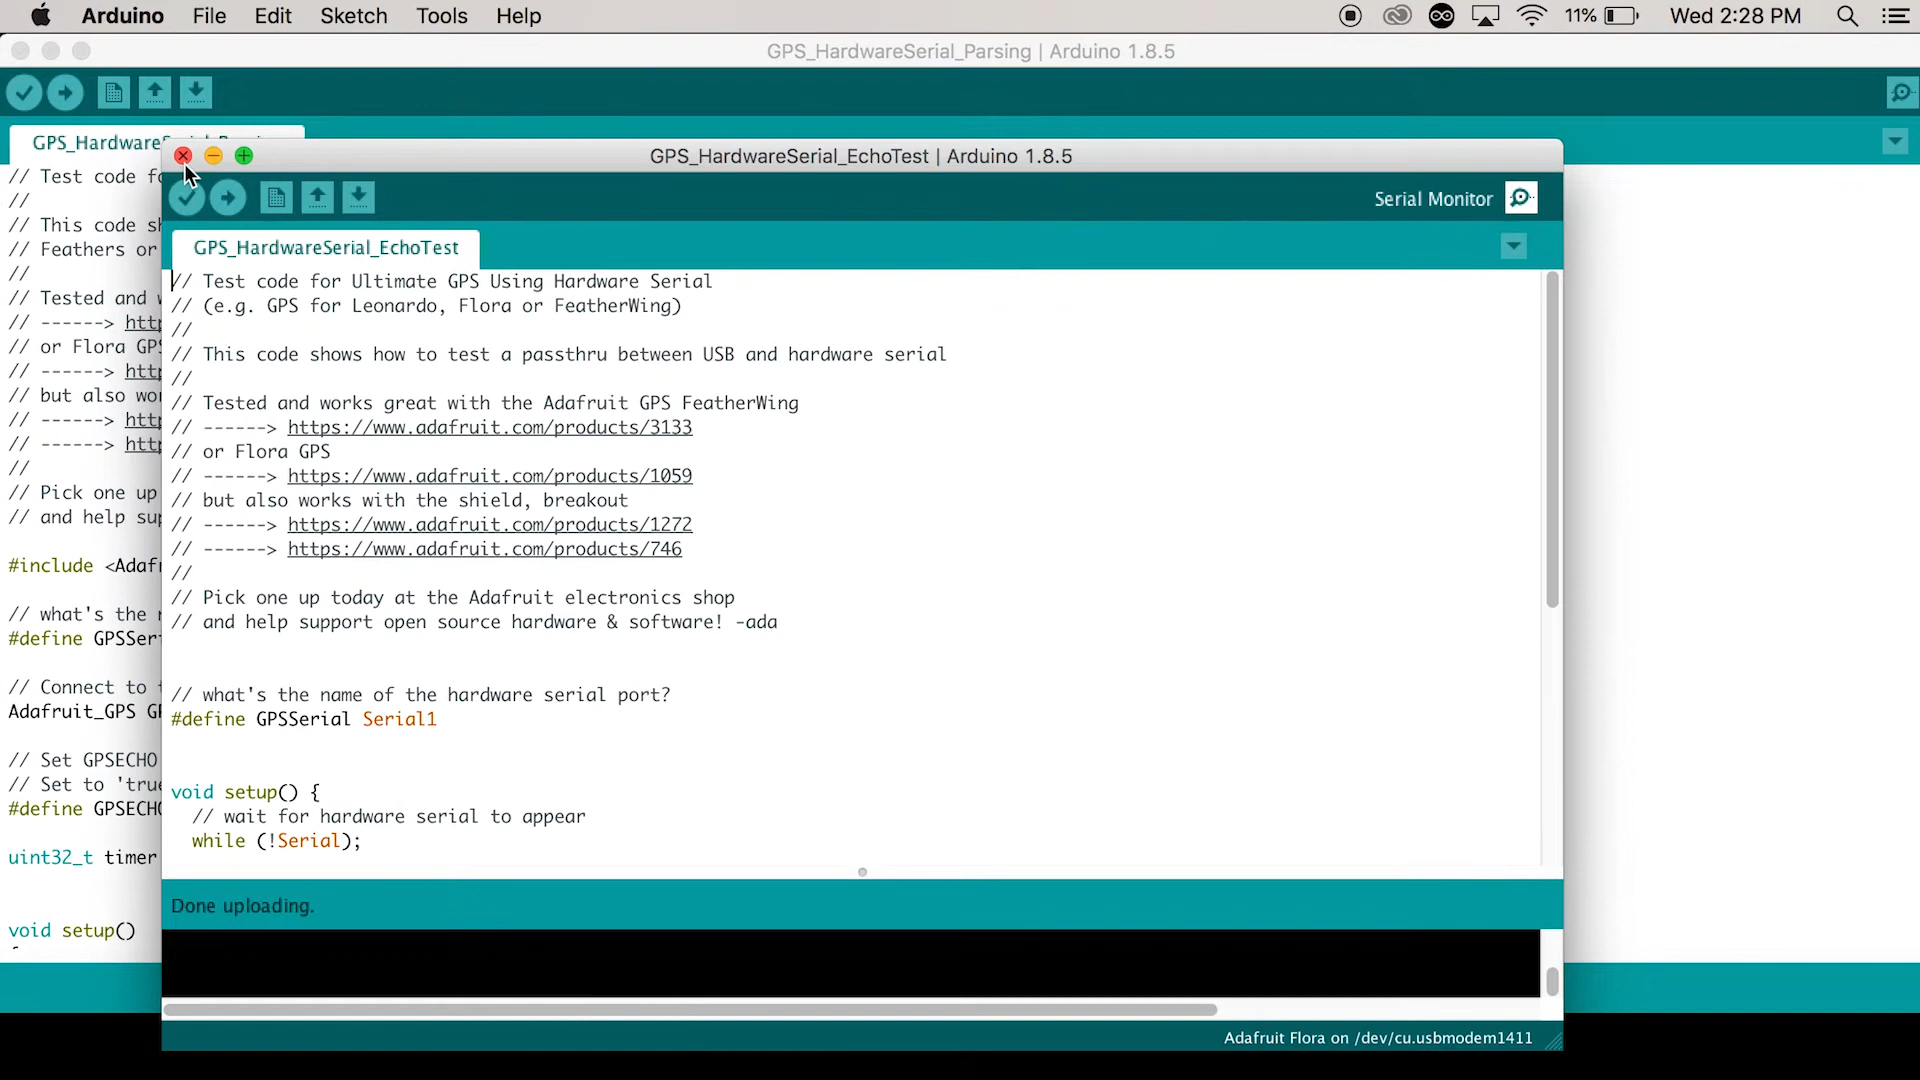 Arduino File Edit Sketch Tools Help 11% Wed 2:28 PM
GPS_HardwareSerial_Parsing | Arduino 1.8.5
GPS_HardwareSerial_EchoTest | Arduino 1.8.5
Serial Monitor
GPS_HardwareSerial_EchoTest
// Test code for Ultimate GPS Using Hardware Serial
// (e.g. GPS for Leonardo, Flora or FeatherWing)
//
// This code shows how to test a passthru between USB and hardware serial
//
// Tested and works great with the Adafruit GPS FeatherWing
// ------> https://www.adafruit.com/products/3133
// or Flora GPS
// ------> https://www.adafruit.com/products/1059
// but also works with the shield, breakout
// ------> https://www.adafruit.com/products/1272
// ------> https://www.adafruit.com/products/746
//
// Pick one up today at the Adafruit electronics shop
// and help support open source hardware & software! -ada
// what's the name of the hardware serial port?
#define GPSSerial Serial1
void setup() {
// wait for hardware serial to appear
while (!Serial);
Done uploading.
Adafruit Flora on /dev/cu.usbmodem1411
GPS_Hardware
// Test code
//
// This code
// Feathers or
//
// Tested and
// ------>
// or Flora GPS
// ------>
// but also
// ------>
// ------>
//
// Pick one up
// and help
#include
// what's the
#define
// Connect to
Adafruit_GPS
// Set GPSECHO
// Set to
#define GPSECHO
uint32_t timer
void setup()